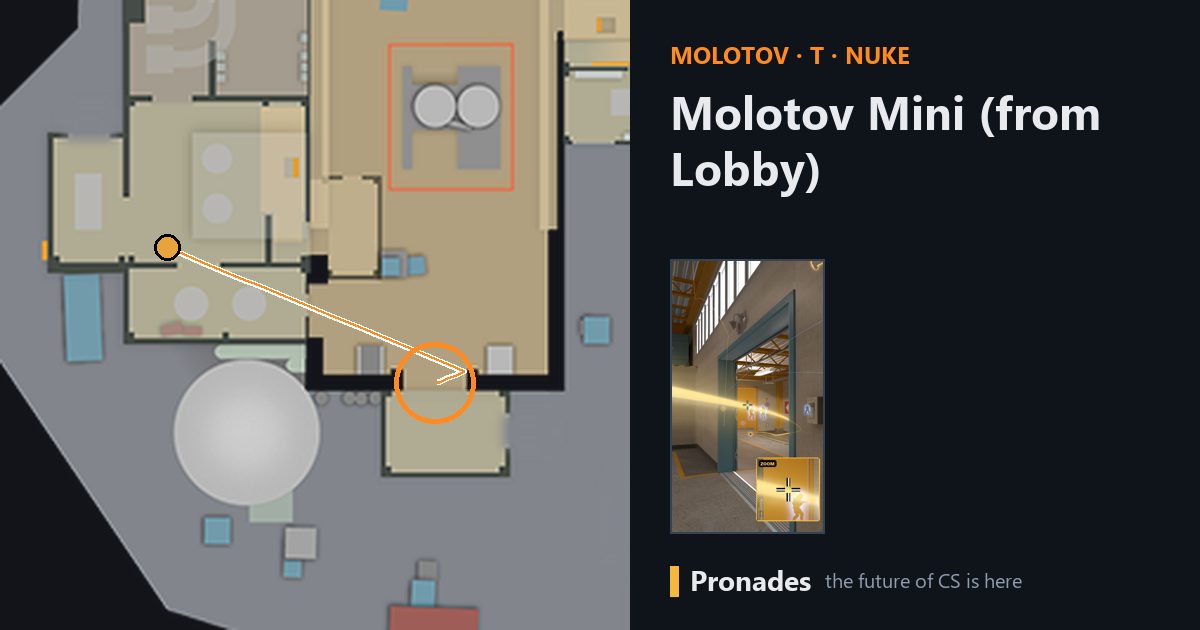 MOLOTOV · T · NUKE
Molotov Mini (from
Lobby)
ZOOM
Pronades the future of CS is here